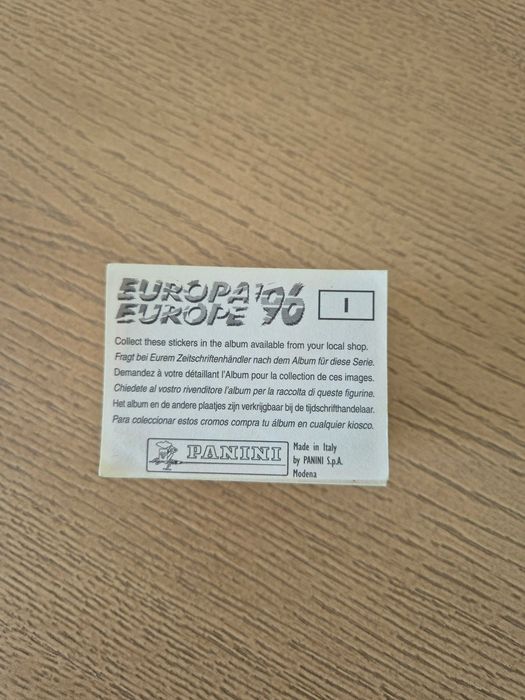 EUROPA '96
EUROPE '96
1
Collect these stickers in the album available from your local shop.
Fragt bei Eurem Zeitschriftenhändler nach dem Album für diese Serie.
Demandez à votre détaillant l'Album pour la collection de ces images.
Chiedete al vostro rivenditore l'album per la raccolta di queste figurine.
Het album en de andere plaatjes zijn verkrijgbaar bij de tijdschrifthandelaar.
Para coleccionar estos cromos compra tu álbum en cualquier kiosco.
PANINI
Made in Italy
by PANINI S.p.A.
Modena